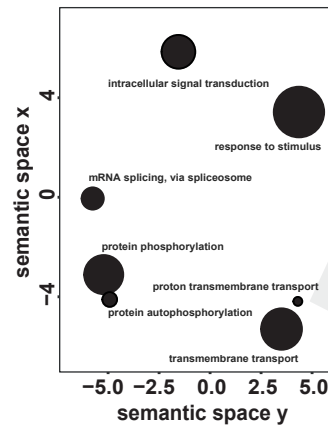 intracellular signal transduction
4
response to stimulus
semantic space x
mRNA splicing, via spliceosome
0
protein phosphorylation
proton transmembrane transport
−4
protein autophosphorylation
transmembrane transport
−5.0 −2.5 0.0 2.5 5.0
semantic space y